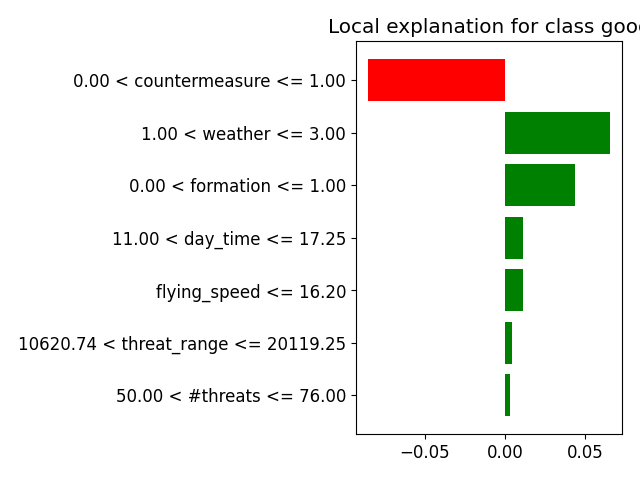 Local explanation for class goo
0.00 < countermeasure <= 1.00
1.00 < weather <= 3.00
0.00 < formation <= 1.00
11.00 < day_time <= 17.25
flying_speed <= 16.20
10620.74 < threat_range <= 20119.25
50.00 < #threats <= 76.00
−0.05 0.00 0.05